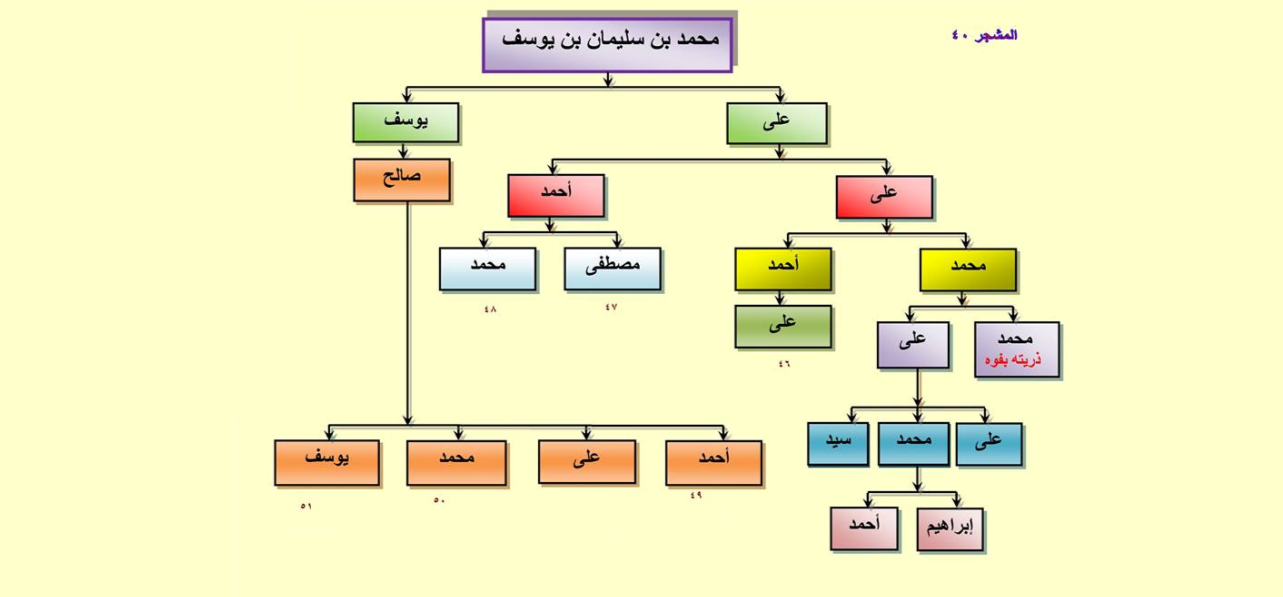 المشجر ٤٠
محمد بن سليمان بن يوسف
على
يوسف
صالح
على
أحمد
محمد
أحمد
مصطفى
محمد
٤٧
٤٨
على
محمد
ذريته بفوه
على
٤٦
على
محمد
سيد
أحمد
على
محمد
يوسف
٤٩
٥٠
٥١
إبراهيم
أحمد